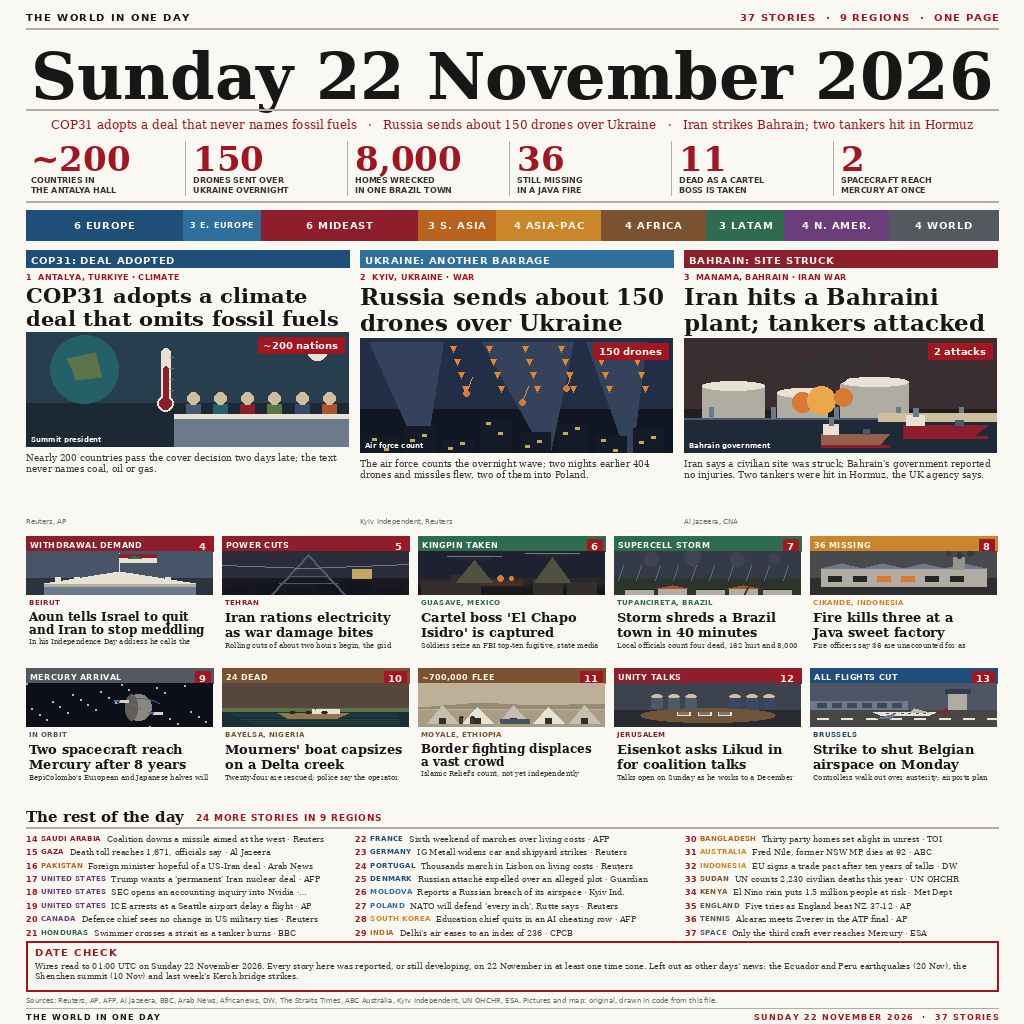 THE WORLD IN ONE DAY
37 STORIES · 9 REGIONS · ONE PAGE
Sunday 22 November 2026
COP31 adopts a deal that never names fossil fuels · Russia sends about 150 drones over Ukraine · Iran strikes Bahrain; two tankers hit in Hormuz
~200
COUNTRIES IN
THE ANTALYA HALL
150
DRONES SENT OVER
UKRAINE OVERNIGHT
8,000
HOMES WRECKED
IN ONE BRAZIL TOWN
36
STILL MISSING
IN A JAVA FIRE
11
DEAD AS A CARTEL
BOSS IS TAKEN
2
SPACECRAFT REACH
MERCURY AT ONCE
6 EUROPE
3 E. EUROPE
6 MIDEAST
3 S. ASIA
4 ASIA-PAC
4 AFRICA
3 LATAM
4 N. AMER.
4 WORLD
COP31: DEAL ADOPTED
1 ANTALYA, TURKIYE · CLIMATE
COP31 adopts a climate
deal that omits fossil fuels
~200 nations
Summit president
Nearly 200 countries pass the cover decision two days late; the text
never names coal, oil or gas.
Reuters, AP
UKRAINE: ANOTHER BARRAGE
2 KYIV, UKRAINE · WAR
Russia sends about 150
drones over Ukraine
150 drones
Air force count
The air force counts the overnight wave; two nights earlier 404
drones and missiles flew, two of them into Poland.
Kyiv Independent, Reuters
BAHRAIN: SITE STRUCK
3 MANAMA, BAHRAIN · IRAN WAR
Iran hits a Bahraini
plant; tankers attacked
2 attacks
Bahrain government
Iran says a civilian site was struck; Bahrain's government reported
no injuries. Two tankers were hit in Hormuz, the UK agency says.
Al Jazeera, CNA
WITHDRAWAL DEMAND 4
BEIRUT
Aoun tells Israel to quit
and Iran to stop meddling
In his Independence Day address he calls the
POWER CUTS 5
TEHRAN
Iran rations electricity
as war damage bites
Rolling cuts of about two hours begin, the grid
KINGPIN TAKEN 6
GUASAVE, MEXICO
Cartel boss 'El Chapo
Isidro' is captured
Soldiers seize an FBI top-ten fugitive, state media
SUPERCELL STORM 7
TUPANCIRETA, BRAZIL
Storm shreds a Brazil
town in 40 minutes
Local officials count four dead, 162 hurt and 8,000
36 MISSING 8
CIKANDE, INDONESIA
Fire kills three at a
Java sweet factory
Fire officers say 36 are unaccounted for as
MERCURY ARRIVAL 9
IN ORBIT
Two spacecraft reach
Mercury after 8 years
BepiColombo's European and Japanese halves will
24 DEAD 10
BAYELSA, NIGERIA
Mourners' boat capsizes
on a Delta creek
Twenty-four are rescued; police say the operator
~700,000 FLEE 11
MOYALE, ETHIOPIA
Border fighting displaces
a vast crowd
Islamic Relief's count, not yet independently
UNITY TALKS 12
JERUSALEM
Eisenkot asks Likud in
for coalition talks
Talks open on Sunday as he works to a December
ALL FLIGHTS CUT 13
BRUSSELS
Strike to shut Belgian
airspace on Monday
Controllers walk out over austerity; airports plan
The rest of the day 24 MORE STORIES IN 9 REGIONS
14 SAUDI ARABIA Coalition downs a missile aimed at the west · Reuters
15 GAZA Death toll reaches 1,671, officials say · Al Jazeera
16 PAKISTAN Foreign minister hopeful of a US-Iran deal · Arab News
17 UNITED STATES Trump wants a 'permanent' Iran nuclear deal · AFP
18 UNITED STATES SEC opens an accounting inquiry into Nvidia ·...
19 UNITED STATES ICE arrests at a Seattle airport delay a flight · AP
20 CANADA Defence chief sees no change in US military ties · Reuters
21 HONDURAS Swimmer crosses a strait as a tanker burns · BBC
22 FRANCE Sixth weekend of marches over living costs · AFP
23 GERMANY IG Metall widens car and shipyard strikes · Reuters
24 PORTUGAL Thousands march in Lisbon on living costs · Reuters
25 DENMARK Russian attaché expelled over an alleged plot · Guardian
26 MOLDOVA Reports a Russian breach of its airspace · Kyiv Ind.
27 POLAND NATO will defend 'every inch', Rutte says · Reuters
28 SOUTH KOREA Education chief quits in an AI cheating row · AFP
29 INDIA Delhi's air eases to an index of 236 · CPCB
30 BANGLADESH Thirty party homes set alight in unrest · TOI
31 AUSTRALIA Fred Nile, former NSW MP, dies at 92 · ABC
32 INDONESIA EU signs a trade pact after ten years of talks · DW
33 SUDAN UN counts 2,230 civilian deaths this year · UN OHCHR
34 KENYA El Nino rain puts 1.5 million people at risk · Met Dept
35 ENGLAND Five tries as England beat NZ 37-12 · AP
36 TENNIS Alcaraz meets Zverev in the ATP final · AP
37 SPACE Only the third craft ever reaches Mercury · ESA
DATE CHECK
Wires read to 01:00 UTC on Sunday 22 November 2026. Every story here was reported, or still developing, on 22 November in at least one time zone. Left out as other days' news: the Ecuador and Peru earthquakes (20 Nov), the
Shenzhen summit (10 Nov) and last week's Kerch bridge strikes.
Sources: Reuters, AP, AFP, Al Jazeera, BBC, Arab News, Africanews, DW, The Straits Times, ABC Australia, Kyiv Independent, UN OHCHR, ESA. Pictures and map: original, drawn in code from this file.
THE WORLD IN ONE DAY
SUNDAY 22 NOVEMBER 2026 · 37 STORIES